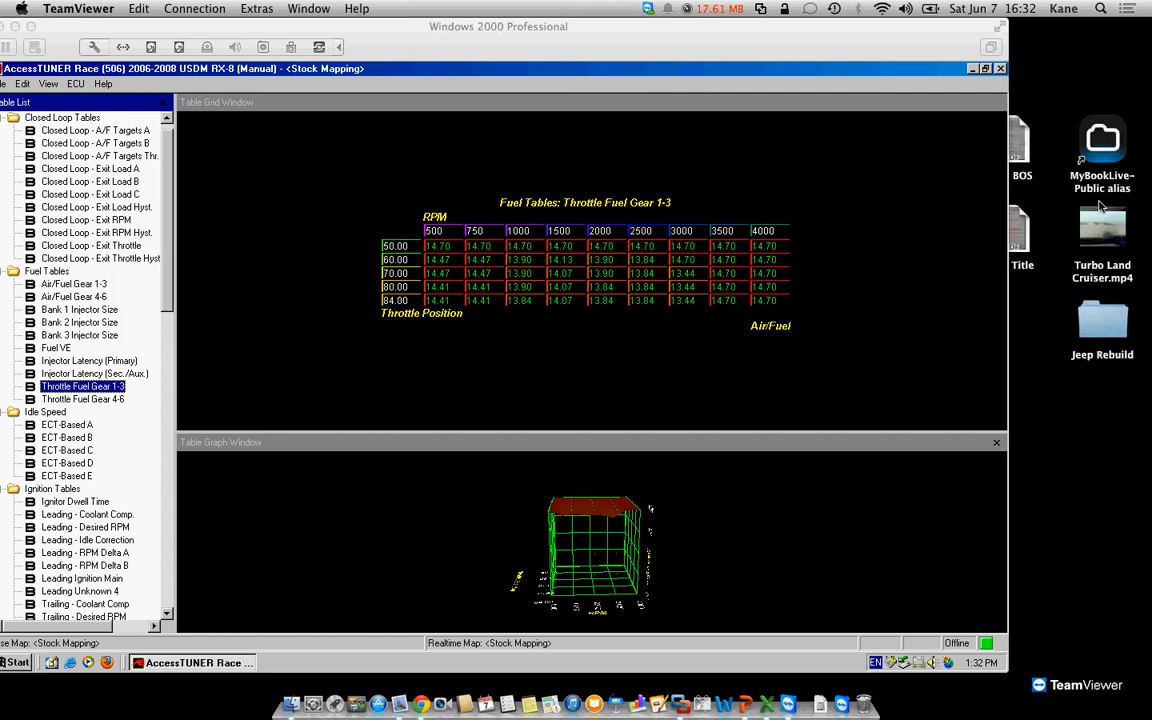 TeamViewer Edit Connection Extras Window Help 17.61 MB Sat Jun 7 16:32 Kane
Windows 2000 Professional
AccessTUNER Race (506) 2006-2008 USDM RX-8 (Manual) - <Stock Mapping>
le Edit View ECU Help
able List
Closed Loop Tables
Closed Loop - A/F Targets A
Closed Loop - A/F Targets B
Closed Loop - A/F Targets Thr.
Closed Loop - Exit Load A
Closed Loop - Exit Load B
Closed Loop - Exit Load C
Closed Loop - Exit Load Hyst.
Closed Loop - Exit RPM
Closed Loop - Exit RPM Hyst.
Closed Loop - Exit Throttle
Closed Loop - Exit Throttle Hyst
Fuel Tables
Air/Fuel Gear 1-3
Air/Fuel Gear 4-6
Bank 1 Injector Size
Bank 2 Injector Size
Bank 3 Injector Size
Fuel VE
Injector Latency (Primary)
Injector Latency (Sec./Aux.)
Throttle Fuel Gear 1-3
Throttle Fuel Gear 4-6
Idle Speed
ECT-Based A
ECT-Based B
ECT-Based C
ECT-Based D
ECT-Based E
Ignition Tables
Ignitor Dwell Time
Leading - Coolant Comp.
Leading - Desired RPM
Leading - Idle Correction
Leading - RPM Delta A
Leading - RPM Delta B
Leading Ignition Main
Leading Unknown 4
Trailing - Coolant Comp
Trailing - Desired RPM
Table Grid Window
Fuel Tables: Throttle Fuel Gear 1-3
RPM
500 750 1000 1500 2000 2500 3000 3500 4000
50.00 14.70 14.70 14.70 14.70 14.70 14.70 14.70 14.70 14.70
60.00 14.47 14.47 13.90 14.13 13.90 13.84 14.70 14.70 14.70
70.00 14.47 14.47 13.90 14.07 13.90 13.84 13.44 14.70 14.70
80.00 14.41 14.41 13.90 14.07 13.84 13.84 13.44 14.70 14.70
84.00 14.41 14.41 13.84 14.07 13.84 13.84 13.44 14.70 14.70
Throttle Position
Air/Fuel
Table Graph Window
RPM
se Map: <Stock Mapping>
Realtime Map: <Stock Mapping>
Offline
Start
AccessTUNER Race ...
EN
1:32 PM
BOS
MyBookLive-
Public alias
Title
Turbo Land
Cruiser.mp4
Jeep Rebuild
TeamViewer